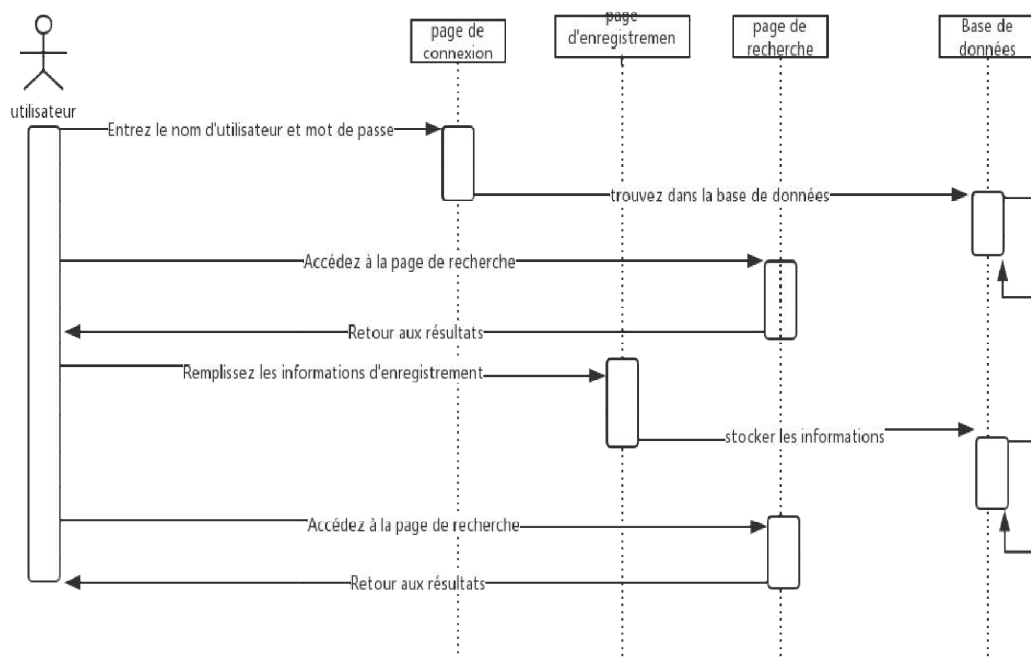 page de
connexion
page
d'enregistremen
page de
recherche
Base de
données
utilisateur
Entrez le nom d'utilisateur et mot de passe
trouvez dans la base de données
Accédez à la page de recherche
Retour aux résultats
Remplissez les informations d'enregistrement
stocker les informations
Accédez à la page de recherche
Retour aux résultats